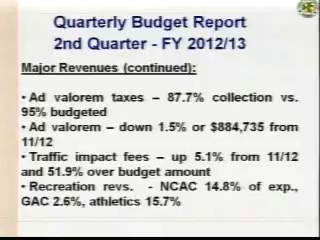 Quarterly Budget Report
2nd Quarter - FY 2012/13
Major Revenues (continued):
• Ad valorem taxes – 87.7% collection vs.
95% budgeted
• Ad valorem – down 1.5% or $884,735 from
11/12
• Traffic impact fees – up 5.1% from 11/12
and 51.9% over budget amount
• Recreation revs.  - NCAC 14.8% of exp.,
GAC 2.6%, athletics 15.7%